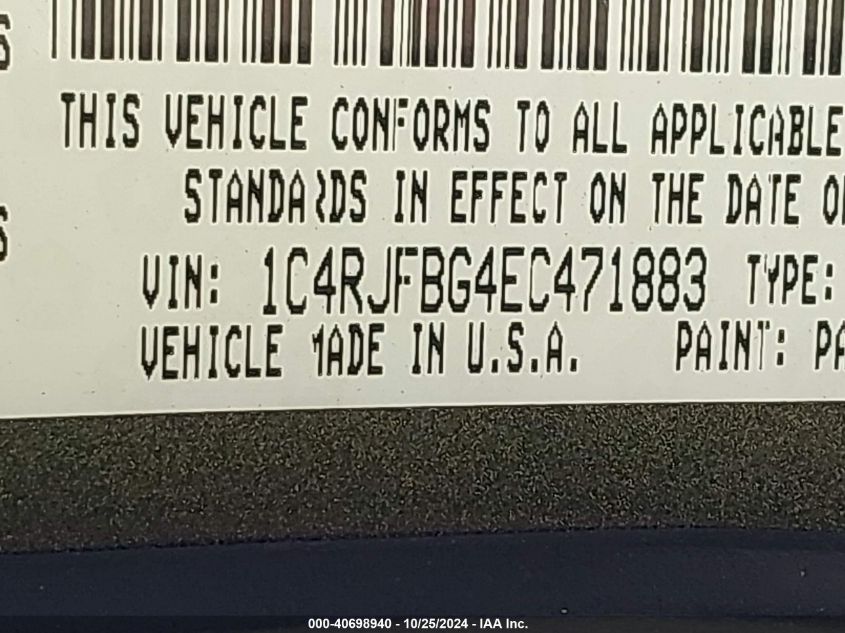 THIS VEHICLE CONFORMS TO ALL APPLICABLE
STANDARDS IN EFFECT ON THE DATE
VIN: 1C4RJFBG4EC471883 TYPE:
VEHICLE MADE IN U.S.A. PAINT: PA
000-40698940 - 10/25/2024 - IAA Inc.